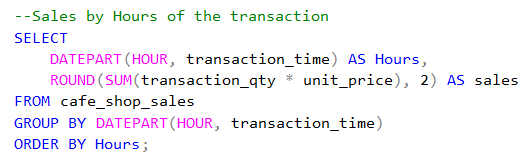 --Sales by Hours of the transaction
SELECT
    DATEPART(HOUR, transaction_time) AS Hours,
    ROUND(SUM(transaction_qty * unit_price), 2) AS sales
FROM cafe_shop_sales
GROUP BY DATEPART(HOUR, transaction_time)
ORDER BY Hours;